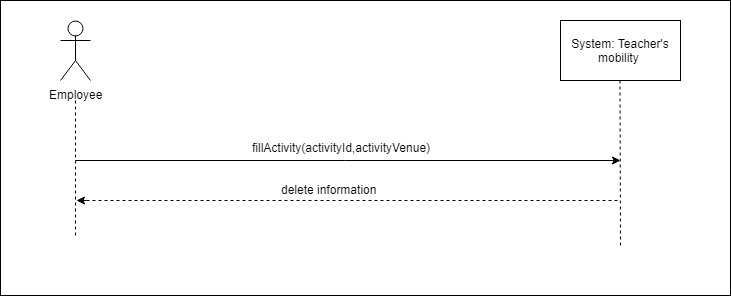 System: Teacher's
mobility
Employee
fillActivity(activityId,activityVenue)
delete information